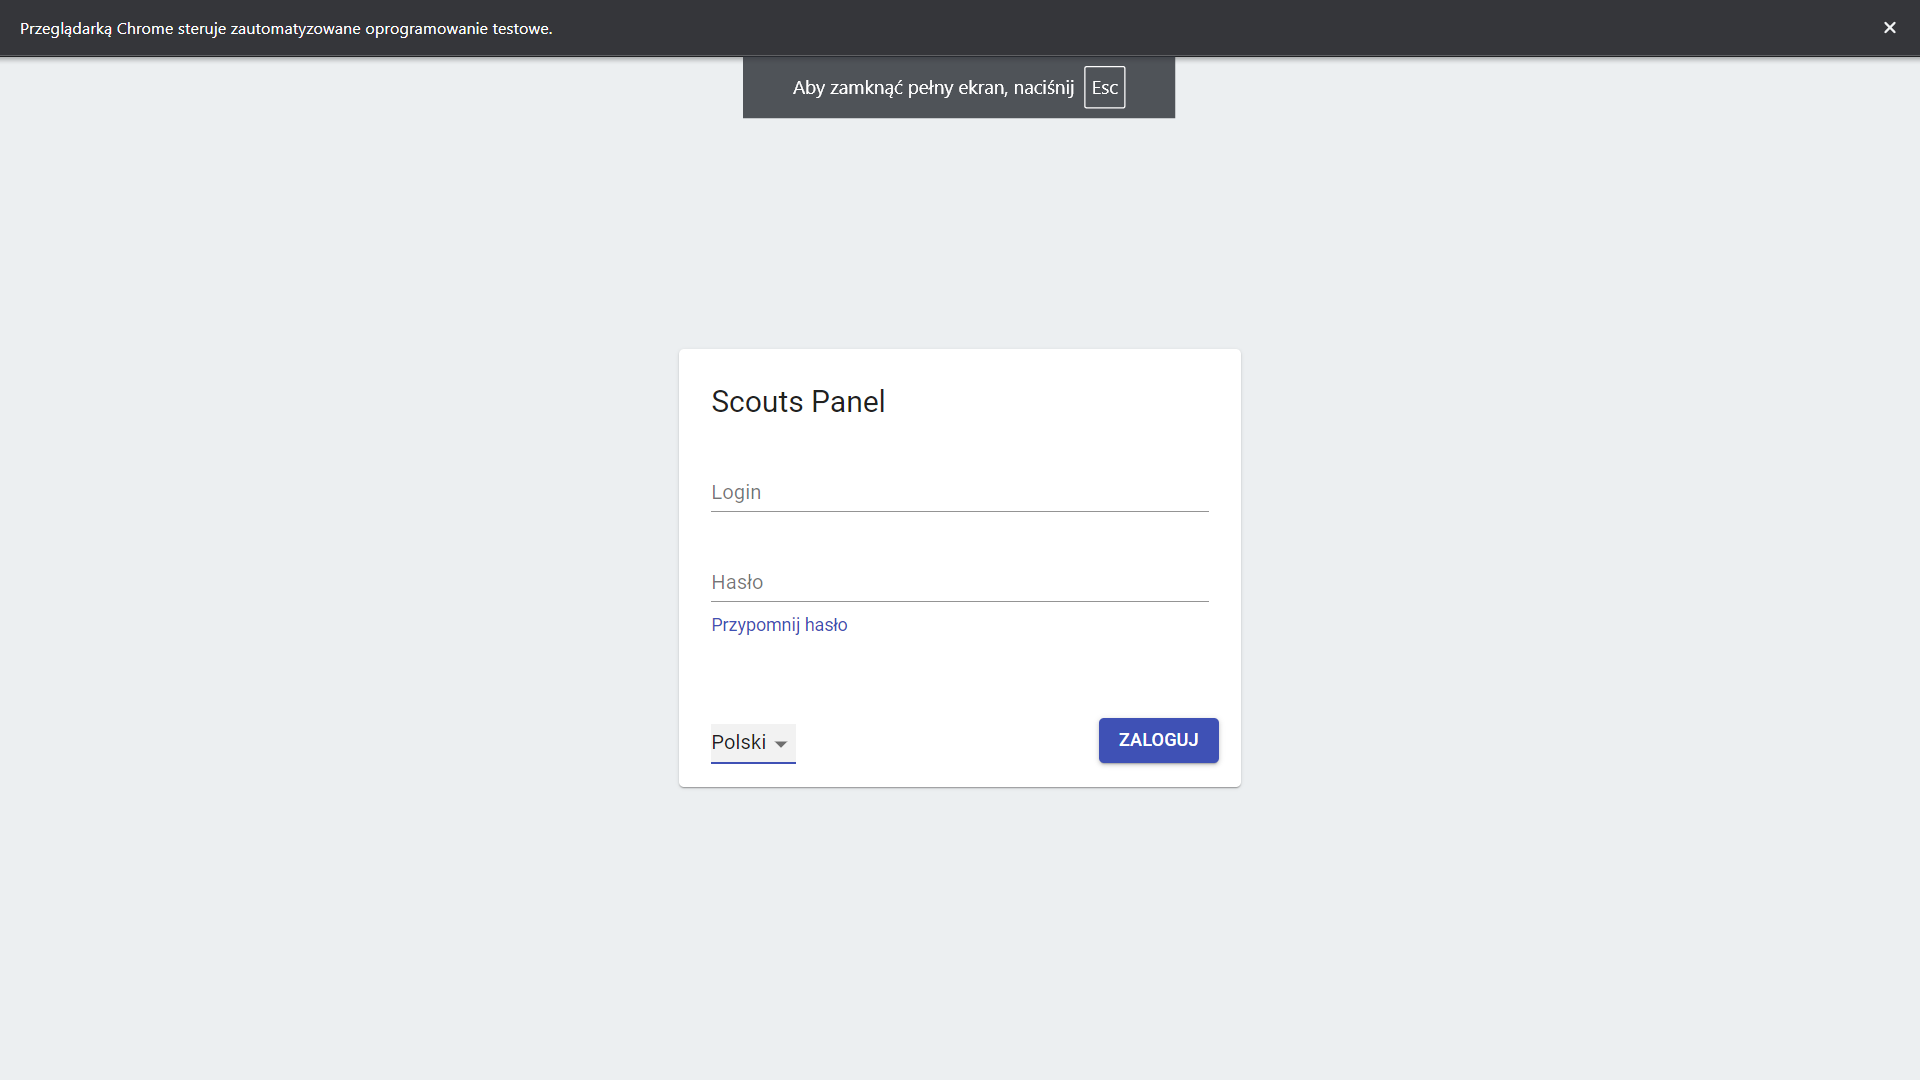 Przeglądarką Chrome steruje zautomatyzowane oprogramowanie testowe.
Aby zamknąć pełny ekran, naciśnij Esc
Scouts Panel
Login
Hasło
Przypomnij hasło
Polski
ZALOGUJ